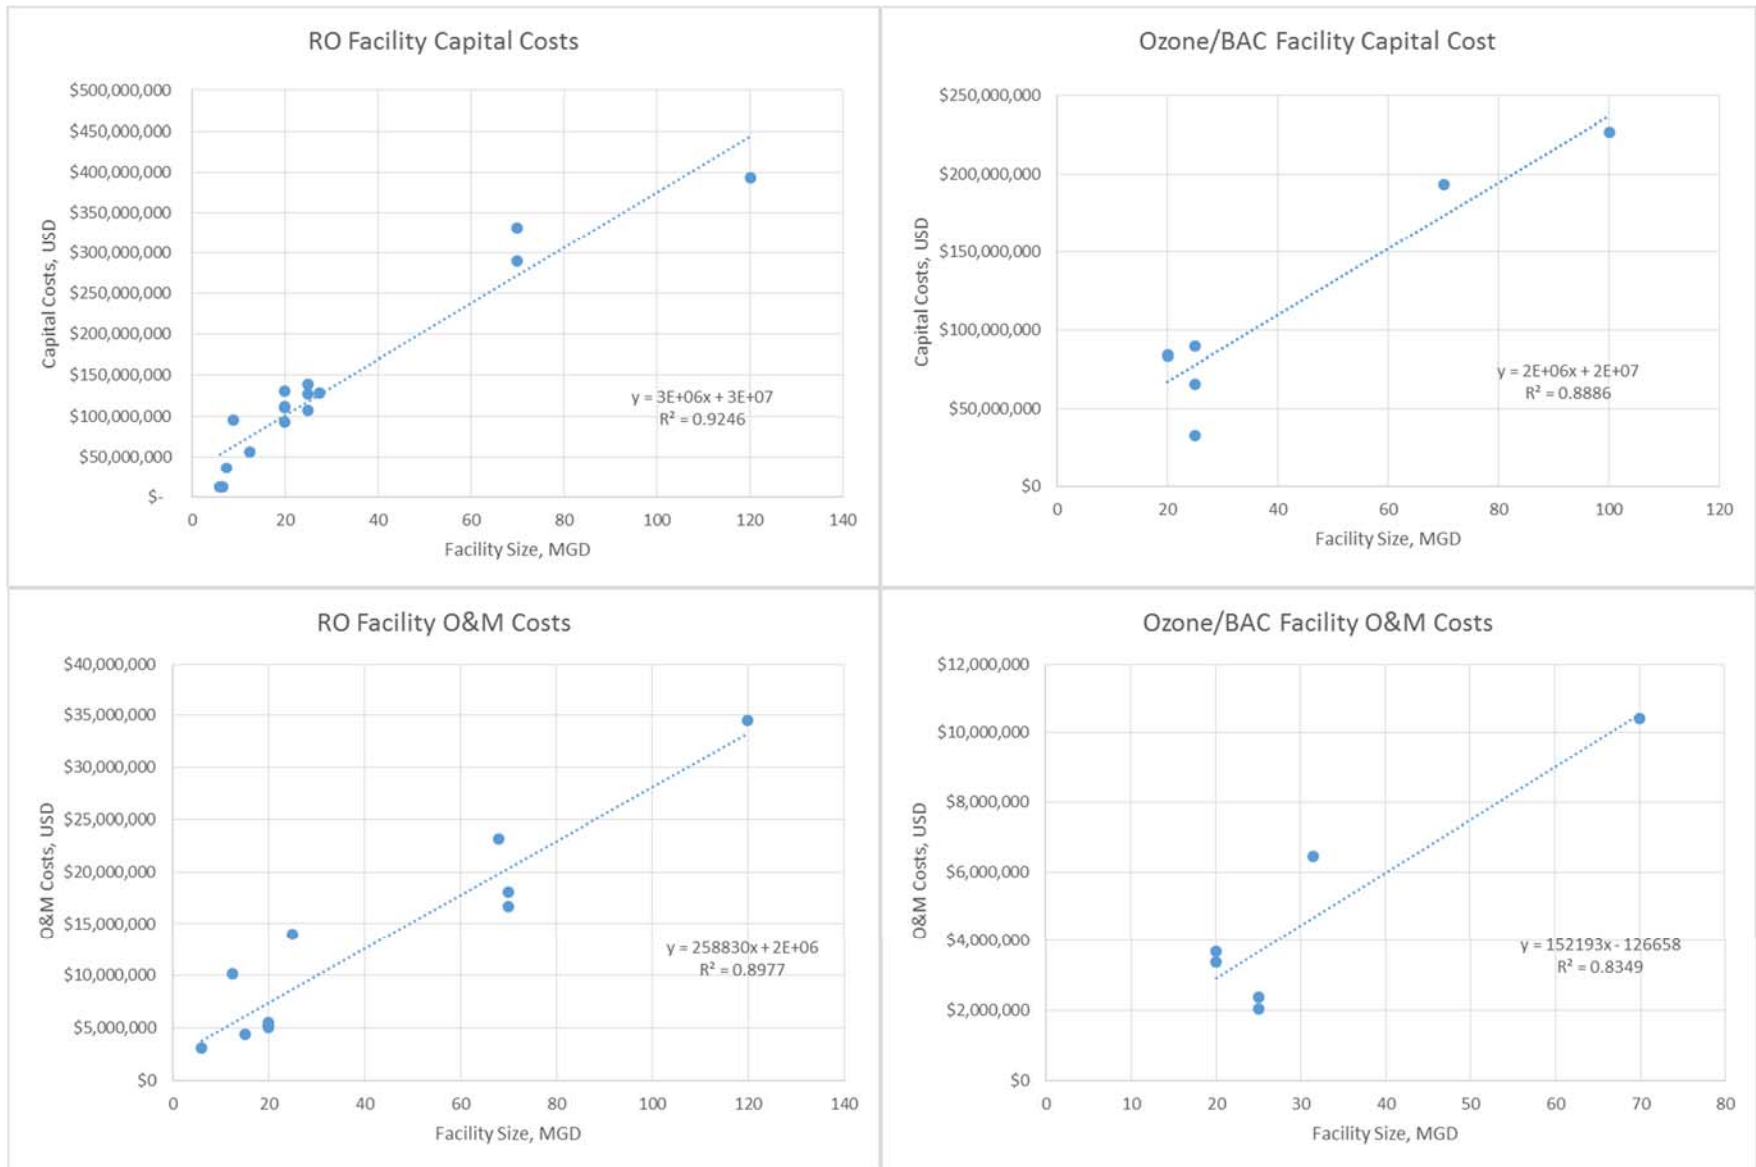 RO Facility Capital Costs
$500,000,000
$450,000,000
$400,000,000
$350,000,000
$300,000,000
$250,000,000
$200,000,000
$150,000,000
$100,000,000
$50,000,000
$-
Capital Costs, USD
y = 3E+06x + 3E+07
R² = 0.9246
0 20 40 60 80 100 120 140
Facility Size, MGD
Ozone/BAC Facility Capital Cost
$250,000,000
$200,000,000
$150,000,000
$100,000,000
$50,000,000
$0
Capital Costs, USD
y = 2E+06x + 2E+07
R² = 0.8886
0 20 40 60 80 100 120
Facility Size, MGD
RO Facility O&M Costs
$40,000,000
$35,000,000
$30,000,000
$25,000,000
$20,000,000
$15,000,000
$10,000,000
$5,000,000
$0
O&M Costs, USD
y = 258830x + 2E+06
R² = 0.8977
0 20 40 60 80 100 120 140
Facility Size, MGD
Ozone/BAC Facility O&M Costs
$12,000,000
$10,000,000
$8,000,000
$6,000,000
$4,000,000
$2,000,000
$0
O&M Costs, USD
y = 152193x - 126658
R² = 0.8349
0 10 20 30 40 50 60 70 80
Facility Size, MGD